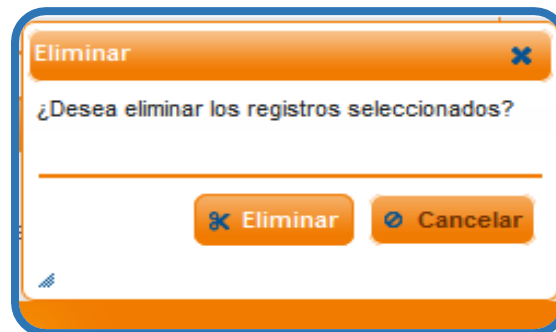 Eliminar
¿Desea eliminar los registros seleccionados?
Eliminar
Cancelar